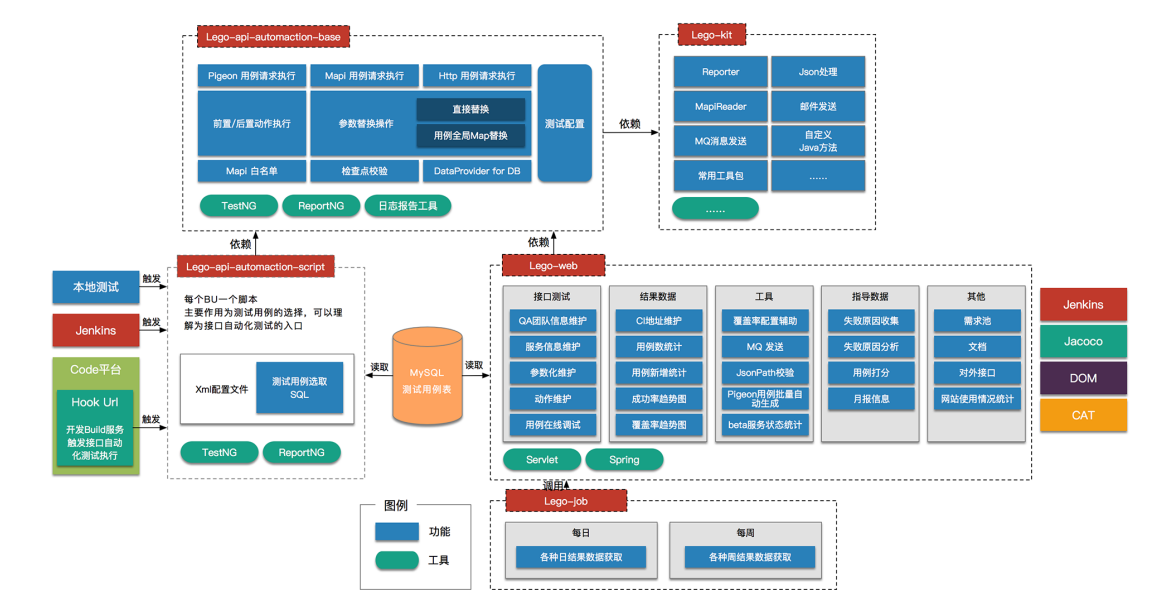 Lego-api-automaction-base
Pigeon 用例请求执行
Mapi 用例请求执行
Http 用例请求执行
前置/后置动作执行
参数替换操作
直接替换
用例全局Map替换
测试配置
Mapi 白名单
检查点校验
DataProvider for DB
TestNG
ReportNG
日志报告工具
依赖
Lego-kit
Reporter
Json处理
MapiReader
邮件发送
MQ消息发送
自定义
Java方法
常用工具包
……
……
依赖
依赖
本地测试
触发
Jenkins
触发
Code平台
Hook Url
开发Build服务
触发接口自动
化测试执行
触发
Lego-api-automaction-script
每个BU一个脚本
主要作用为测试用例的选择，可以理
解为接口自动化测试的入口
Xml配置文件
测试用例选取
SQL
TestNG
ReportNG
读取
MySQL
测试用例表
读取
Lego-web
接口测试
QA团队信息维护
服务信息维护
参数化维护
动作维护
用例在线调试
结果数据
CI地址维护
用例数统计
用例新增统计
成功率趋势图
覆盖率趋势图
工具
覆盖率配置辅助
MQ 发送
JsonPath校验
Pigeon用例批量自
动生成
beta服务状态统计
指导数据
失败原因收集
失败原因分析
用例打分
月报信息
其他
需求池
文档
对外接口
网站使用情况统计
Servlet
Spring
Jenkins
Jacoco
DOM
CAT
调用
Lego-job
每日
各种日结果数据获取
每周
各种周结果数据获取
图例
功能
工具